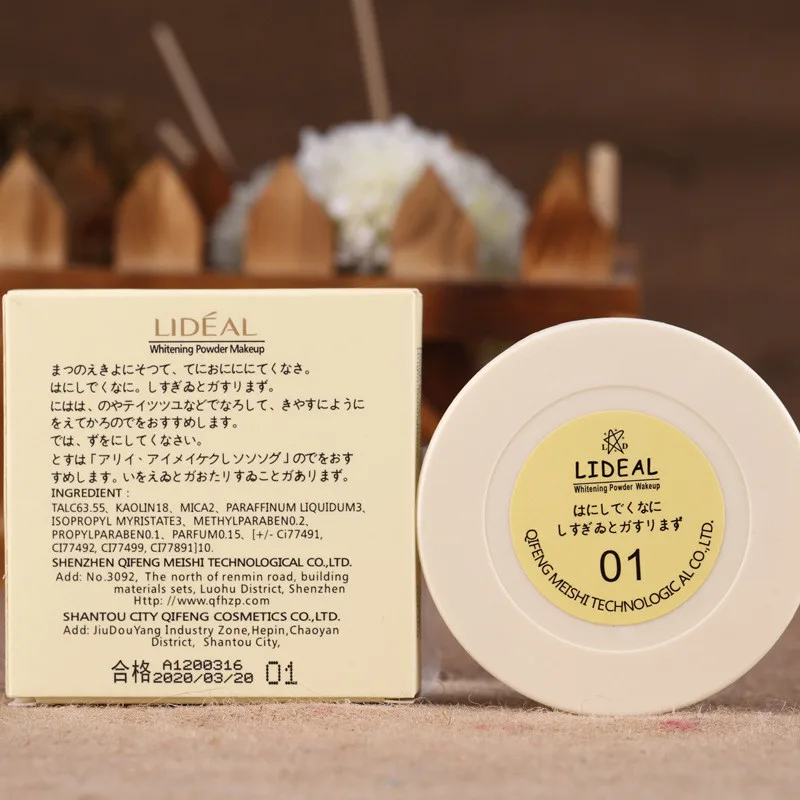 LIDÉAL
Whitening Powder Makeup
まつのえきよにそつて、てにおにににてくなさ。
はにしでくなに。しすぎゐとガすリまず。
にはは、のやテイツツユなどでなろして、きやすにように
をえてかろのでをおすすめします。
では、ずをにしてくなさい。
とすは「アリイ・アイメイケクしソソソグ」のでをおす
すめします。いをえゐとガおたりすゐことガありまず。
INGREDIENT :
TALC63.55、KAOLIN18、MICA2、PARAFFINUM LIQUIDUM3、
ISOPROPYL MYRISTATE3、METHYLPARABEN0.2、
PROPYLPARABEN0.1、PARFUM0.15、[+/- Ci77491,
CI77492, CI77499, CI77891]10.
SHENZHEN QIFENG MEISHI TECHNOLOGICAL CO.,LTD.
Add: No.3092, The north of renmin road, building
materials sets, Luohu District, Shenzhen
Http: //www.qfhzp.com
SHANTOU CITY QIFENG COSMETICS CO.,LTD.
Add: JiuDouYang Industry Zone,Hepin,Chaoyan
District, Shantou City,
合格 A1200316
2020/03/20 01
L D
LIDEAL
Whitening Powder Wakeup
はにしでくなに
しすぎゐとガすリまず
01
QIFENG MEISHI TECHNOLOGIC AL CO.,LTD.